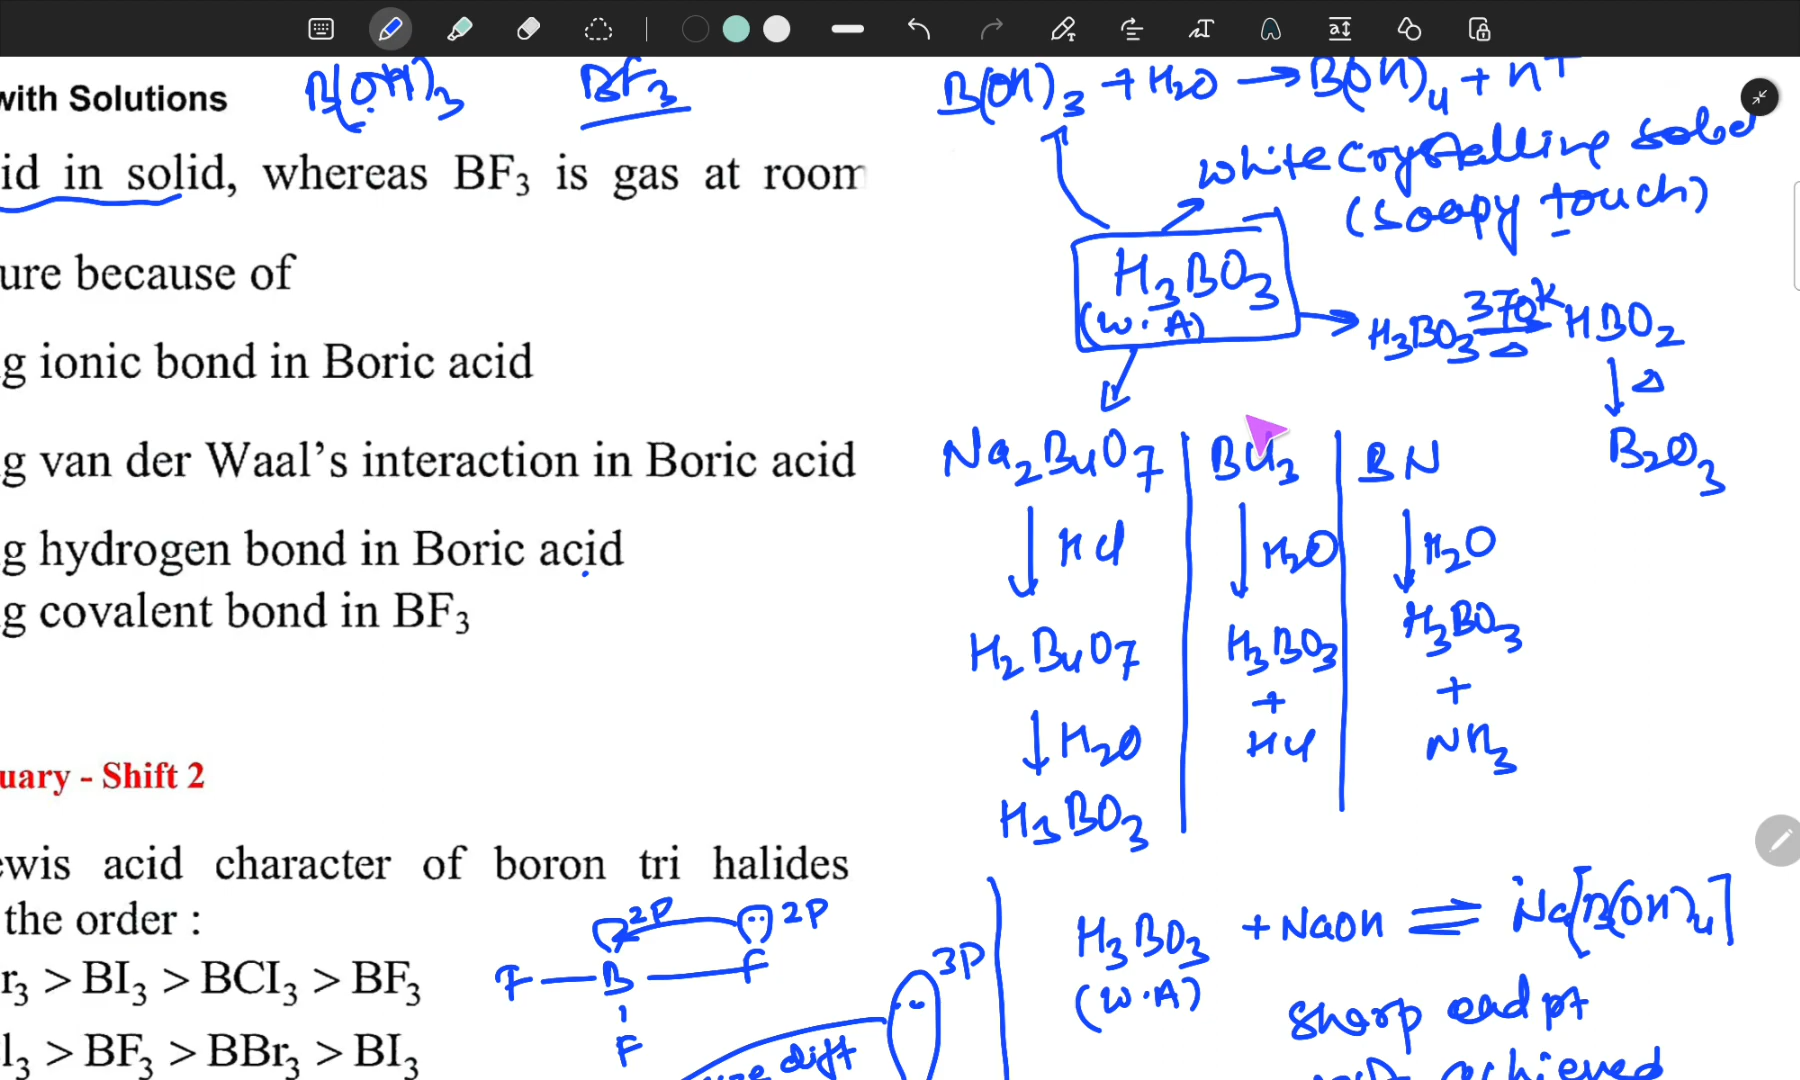 with Solutions
B(OH)3
BF3
B(OH)3 + H2O → B(OH)4 + H+
id in solid, whereas BF3 is gas at room
white crystalline solid
(soapy touch)
ure because of
H3BO3
(W.A)
H3BO3 370K Δ HBO2
g ionic bond in Boric acid
Δ
g van der Waal's interaction in Boric acid
Na2B4O7
BCl3
BN
B2O3
g hydrogen bond in Boric acid
HCl
H2O
H2O
g covalent bond in BF3
H2B4O7
H3BO3
+
HCl
H3BO3
+
NH3
H2O
H3BO3
uary - Shift 2
ewis acid character of boron tri halides
the order :
2P
2P
r3 > BI3 > BCI3 > BF3
F B F
F
3P
l3 > BF3 > BBr3 > BI3
size diff
H3BO3 + NaOH ⇌ Na[B(OH)4]
(W.A)
sharp end pt
not achieved